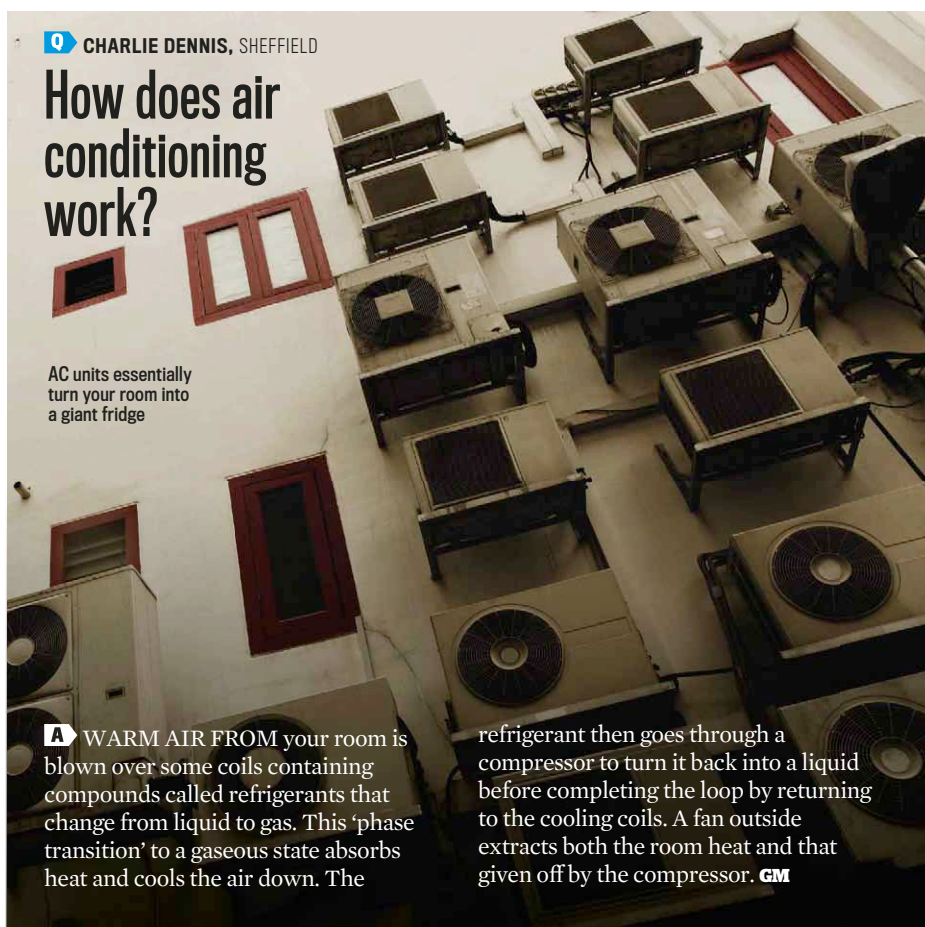 Q CHARLIE DENNIS, SHEFFIELD
How does air
conditioning
work?
AC units essentially
turn your room into
a giant fridge
A WARM AIR FROM your room is
blown over some coils containing
compounds called refrigerants that
change from liquid to gas. This ‘phase
transition’ to a gaseous state absorbs
heat and cools the air down. The
refrigerant then goes through a
compressor to turn it back into a liquid
before completing the loop by returning
to the cooling coils. A fan outside
extracts both the room heat and that
given off by the compressor. GM